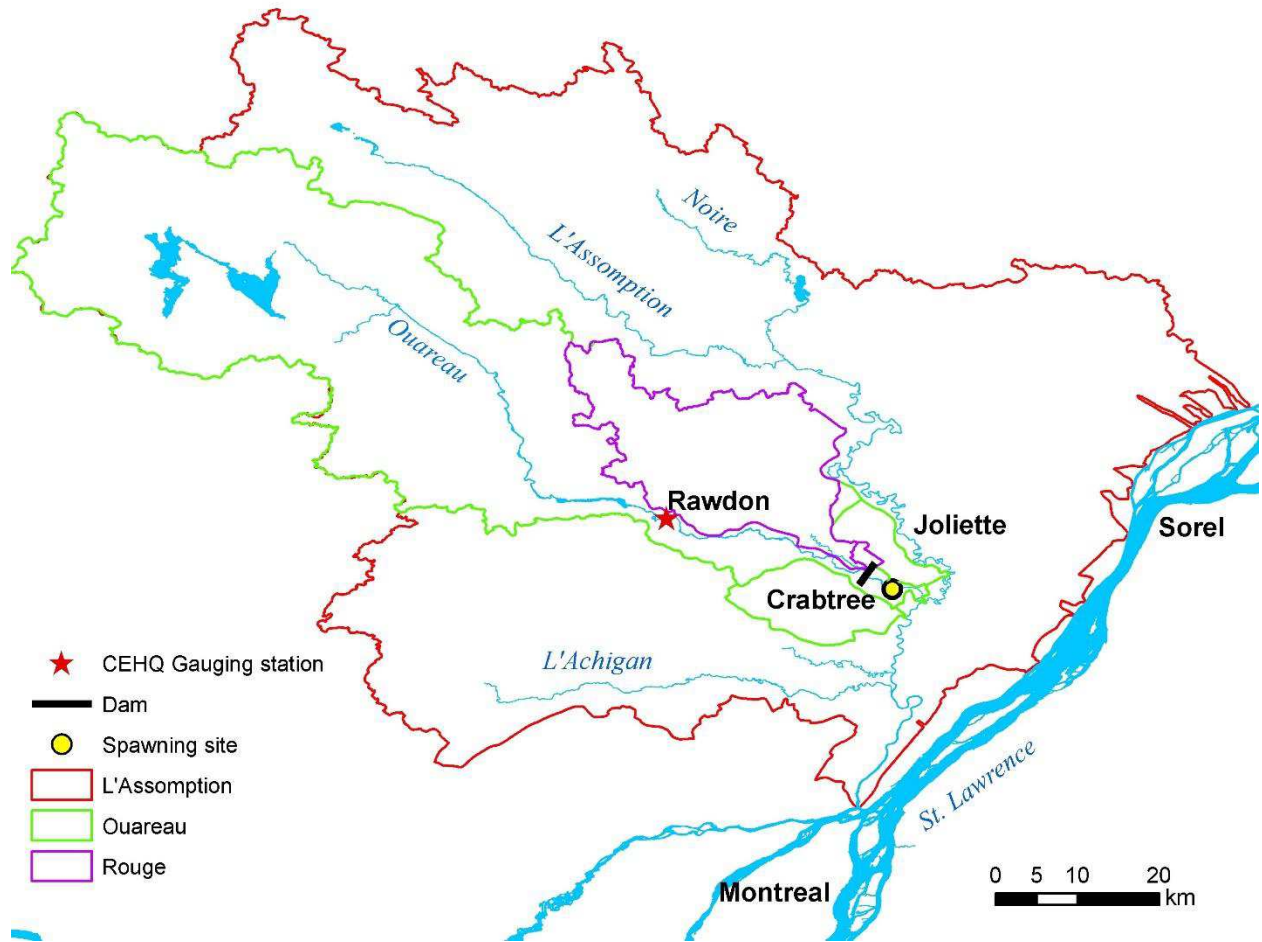 Noire
L'Assomption
Ouareau
Rawdon
Joliette
Sorel
Crabtree
L'Achigan
St. Lawrence
Montreal
CEHQ Gauging station
Dam
Spawning site
L'Assomption
Ouareau
Rouge
0 5 10 20
km